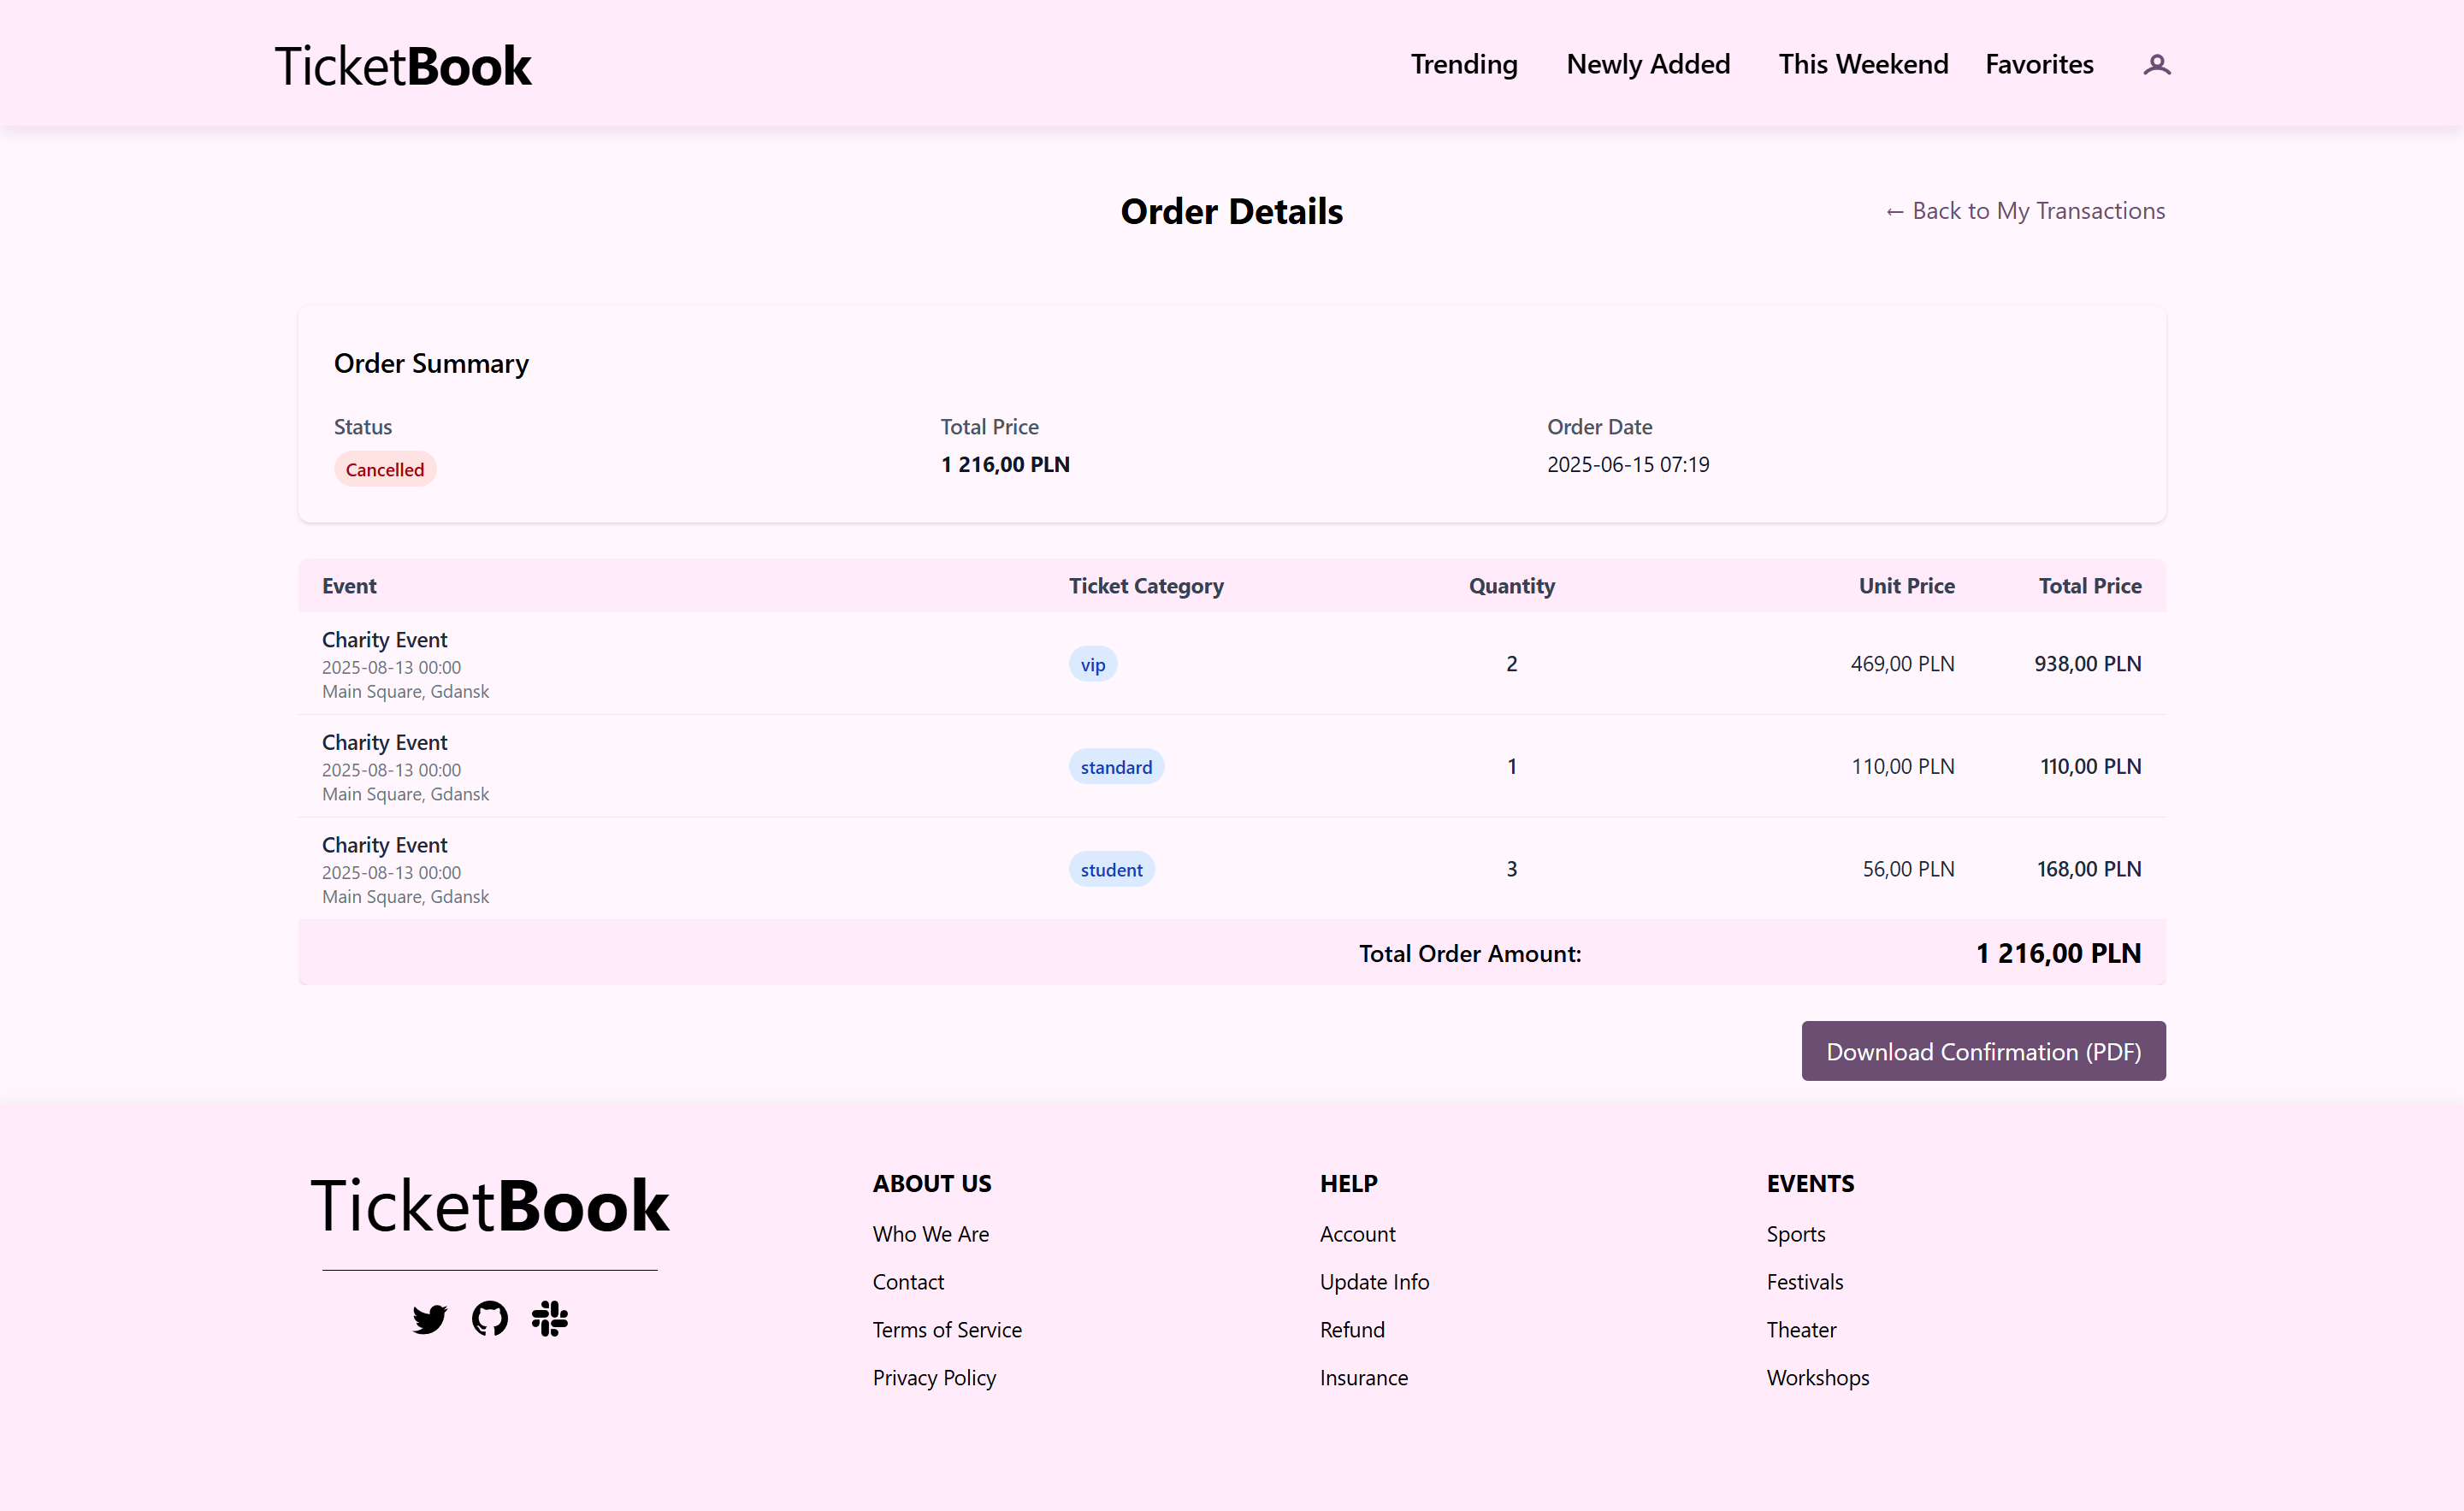 TicketBook
Trending Newly Added This Weekend Favorites
Order Details
← Back to My Transactions
Order Summary
Status Total Price Order Date
Cancelled 1 216,00 PLN 2025-06-15 07:19
Event Ticket Category Quantity Unit Price Total Price
Charity Event
2025-08-13 00:00
Main Square, Gdansk
vip 2 469,00 PLN 938,00 PLN
Charity Event
2025-08-13 00:00
Main Square, Gdansk
standard 1 110,00 PLN 110,00 PLN
Charity Event
2025-08-13 00:00
Main Square, Gdansk
student 3 56,00 PLN 168,00 PLN
Total Order Amount: 1 216,00 PLN
Download Confirmation (PDF)
TicketBook
ABOUT US
Who We Are
Contact
Terms of Service
Privacy Policy
HELP
Account
Update Info
Refund
Insurance
EVENTS
Sports
Festivals
Theater
Workshops